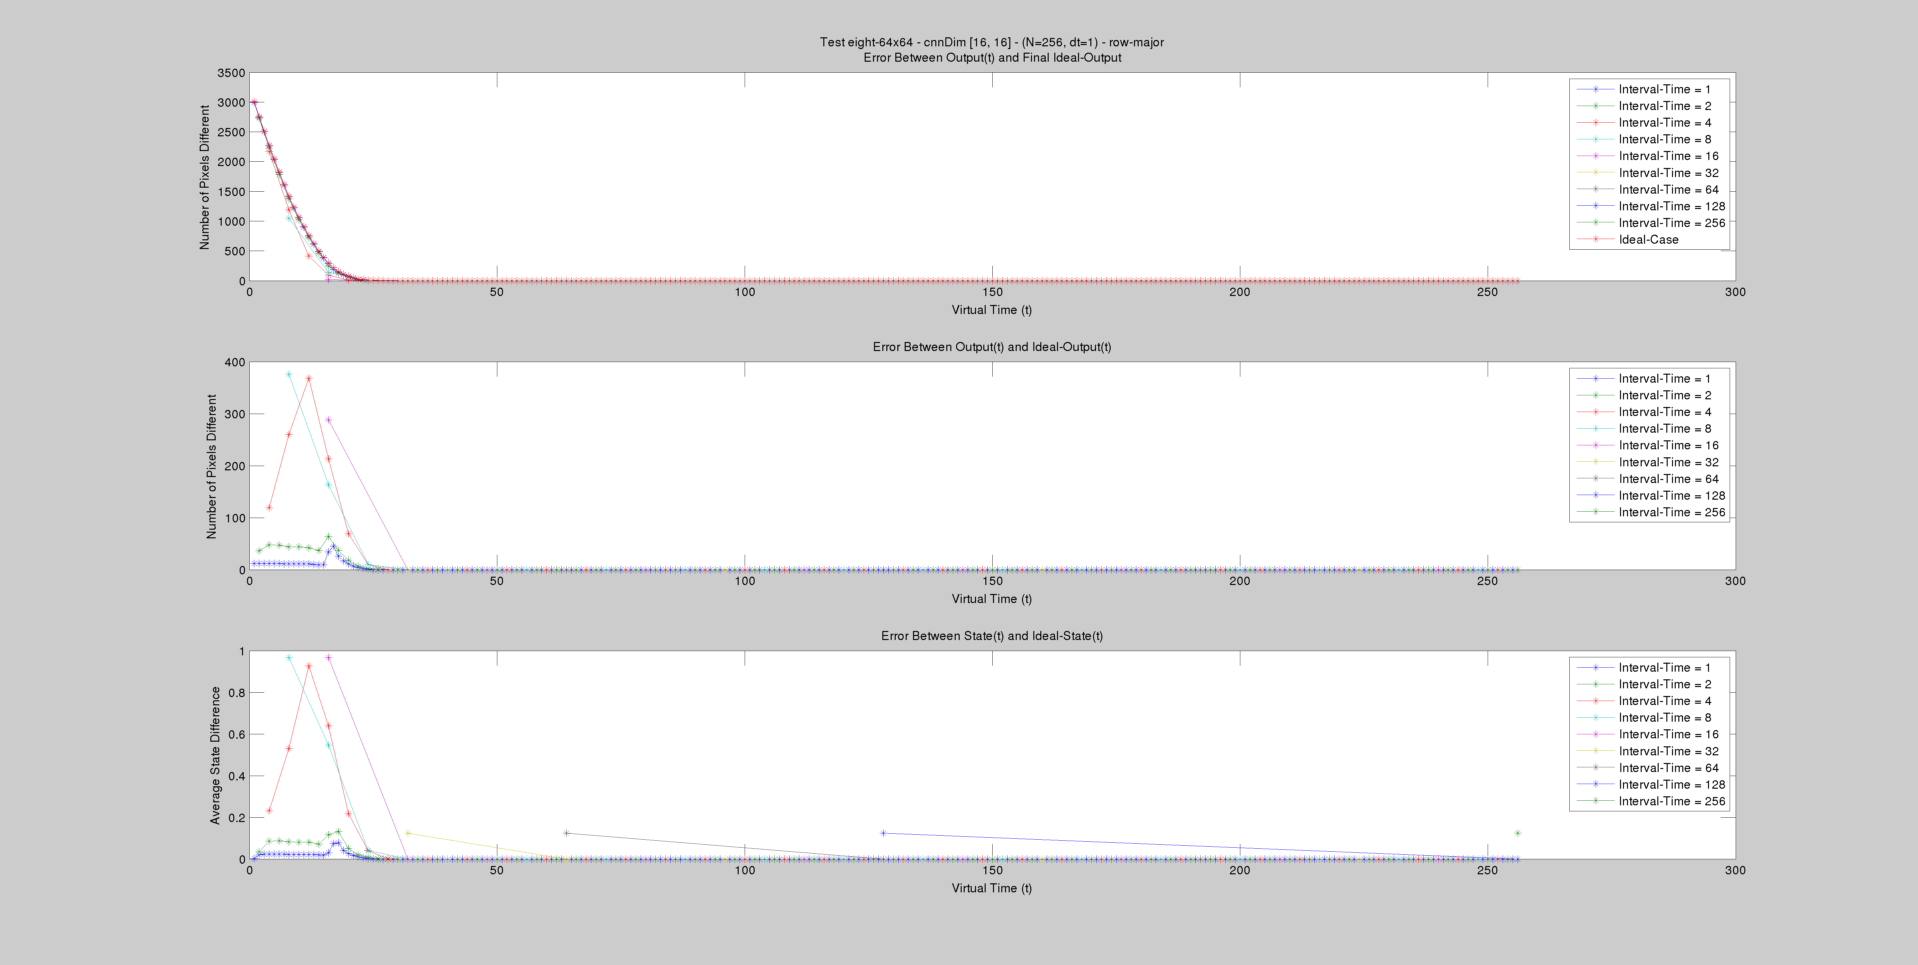 Test eight-64x64 - cnnDim [16, 16] - (N=256, dt=1) - row-major
Error Between Output(t) and Final Ideal-Output
Number of Pixels Different
3500
3000
2500
2000
1500
1000
500
0
0 50 100 150 200 250 300
Virtual Time (t)
Interval-Time = 1
Interval-Time = 2
Interval-Time = 4
Interval-Time = 8
Interval-Time = 16
Interval-Time = 32
Interval-Time = 64
Interval-Time = 128
Interval-Time = 256
Ideal-Case
Error Between Output(t) and Ideal-Output(t)
Number of Pixels Different
400
300
200
100
0
0 50 100 150 200 250 300
Virtual Time (t)
Interval-Time = 1
Interval-Time = 2
Interval-Time = 4
Interval-Time = 8
Interval-Time = 16
Interval-Time = 32
Interval-Time = 64
Interval-Time = 128
Interval-Time = 256
Error Between State(t) and Ideal-State(t)
Average State Difference
1
0.8
0.6
0.4
0.2
0
0 50 100 150 200 250 300
Virtual Time (t)
Interval-Time = 1
Interval-Time = 2
Interval-Time = 4
Interval-Time = 8
Interval-Time = 16
Interval-Time = 32
Interval-Time = 64
Interval-Time = 128
Interval-Time = 256